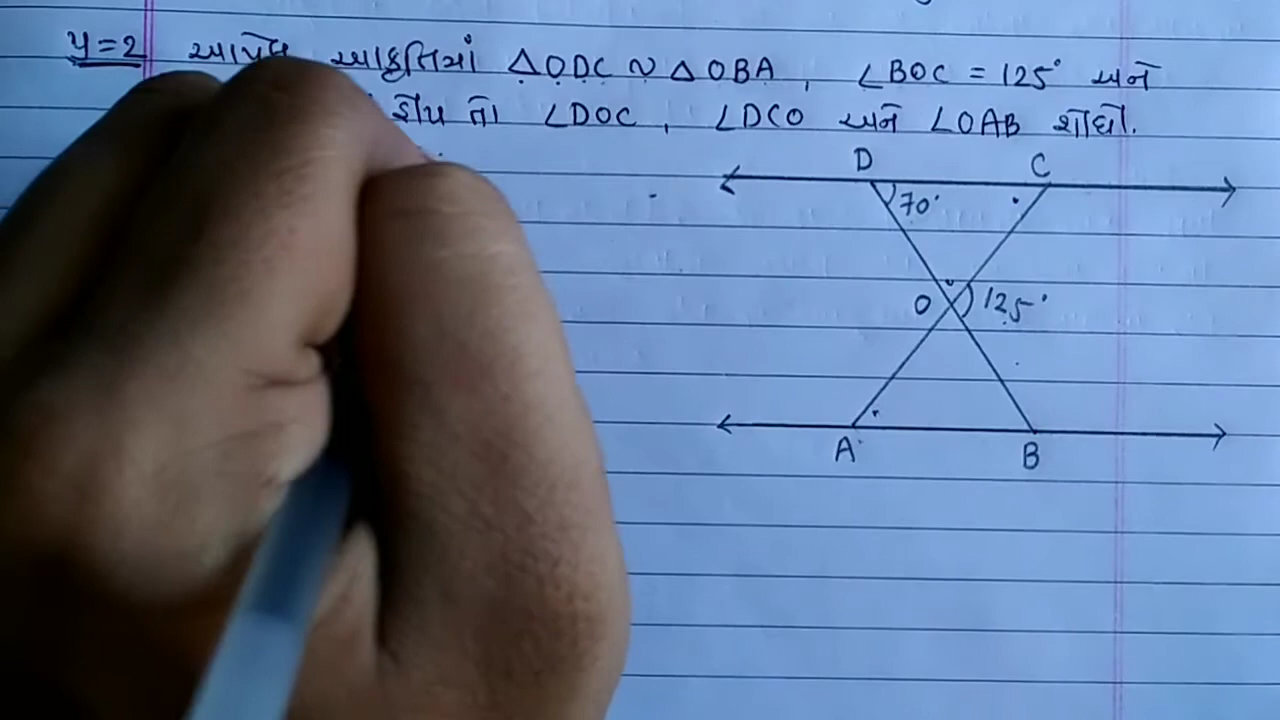 પ્ર=2 આપેલ આકૃતિમાં △ODC ~ △OBA, ∠BOC = 125° અને
હોય તો ∠DOC, ∠DCO અને ∠OAB શોધો.
D C
70°
O 125°
A B